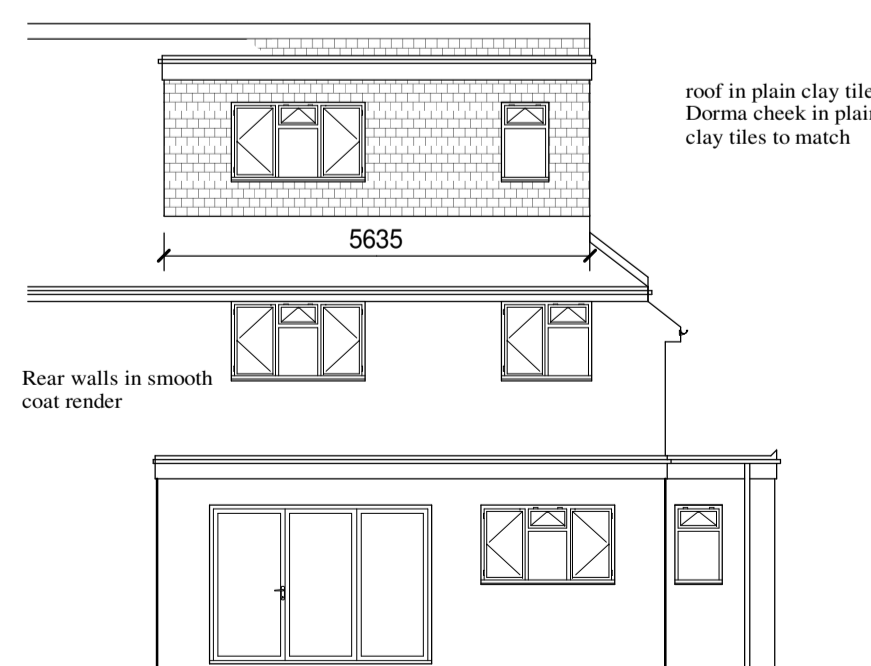 roof in plain clay tile
Dorma cheek in plain
clay tiles to match
5635
Rear walls in smooth
coat render